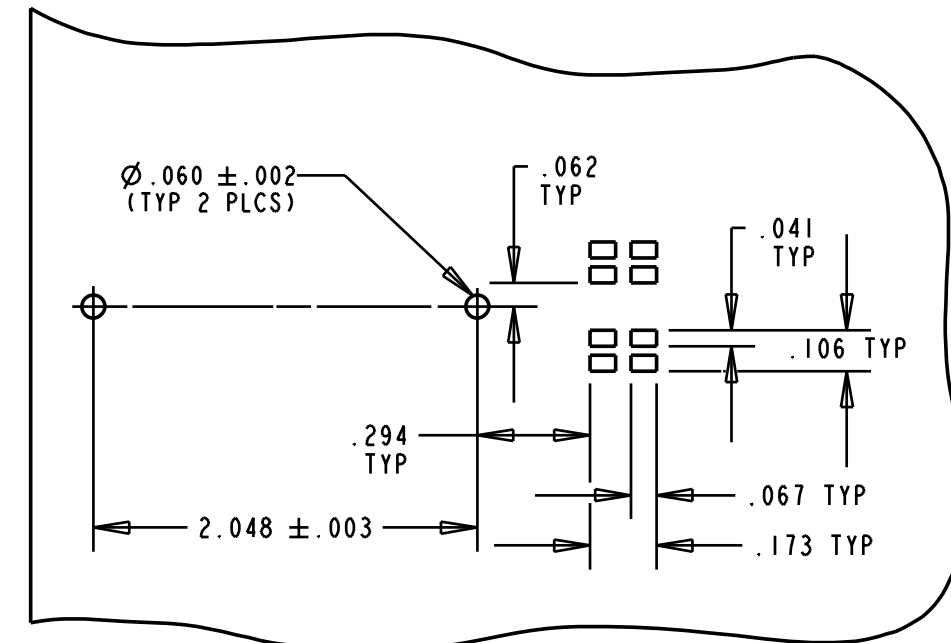 Ø.060 ±.002
(TYP 2 PLCS)
.062
TYP
.041
TYP
.106 TYP
.294
TYP
.067 TYP
2.048 ±.003
.173 TYP